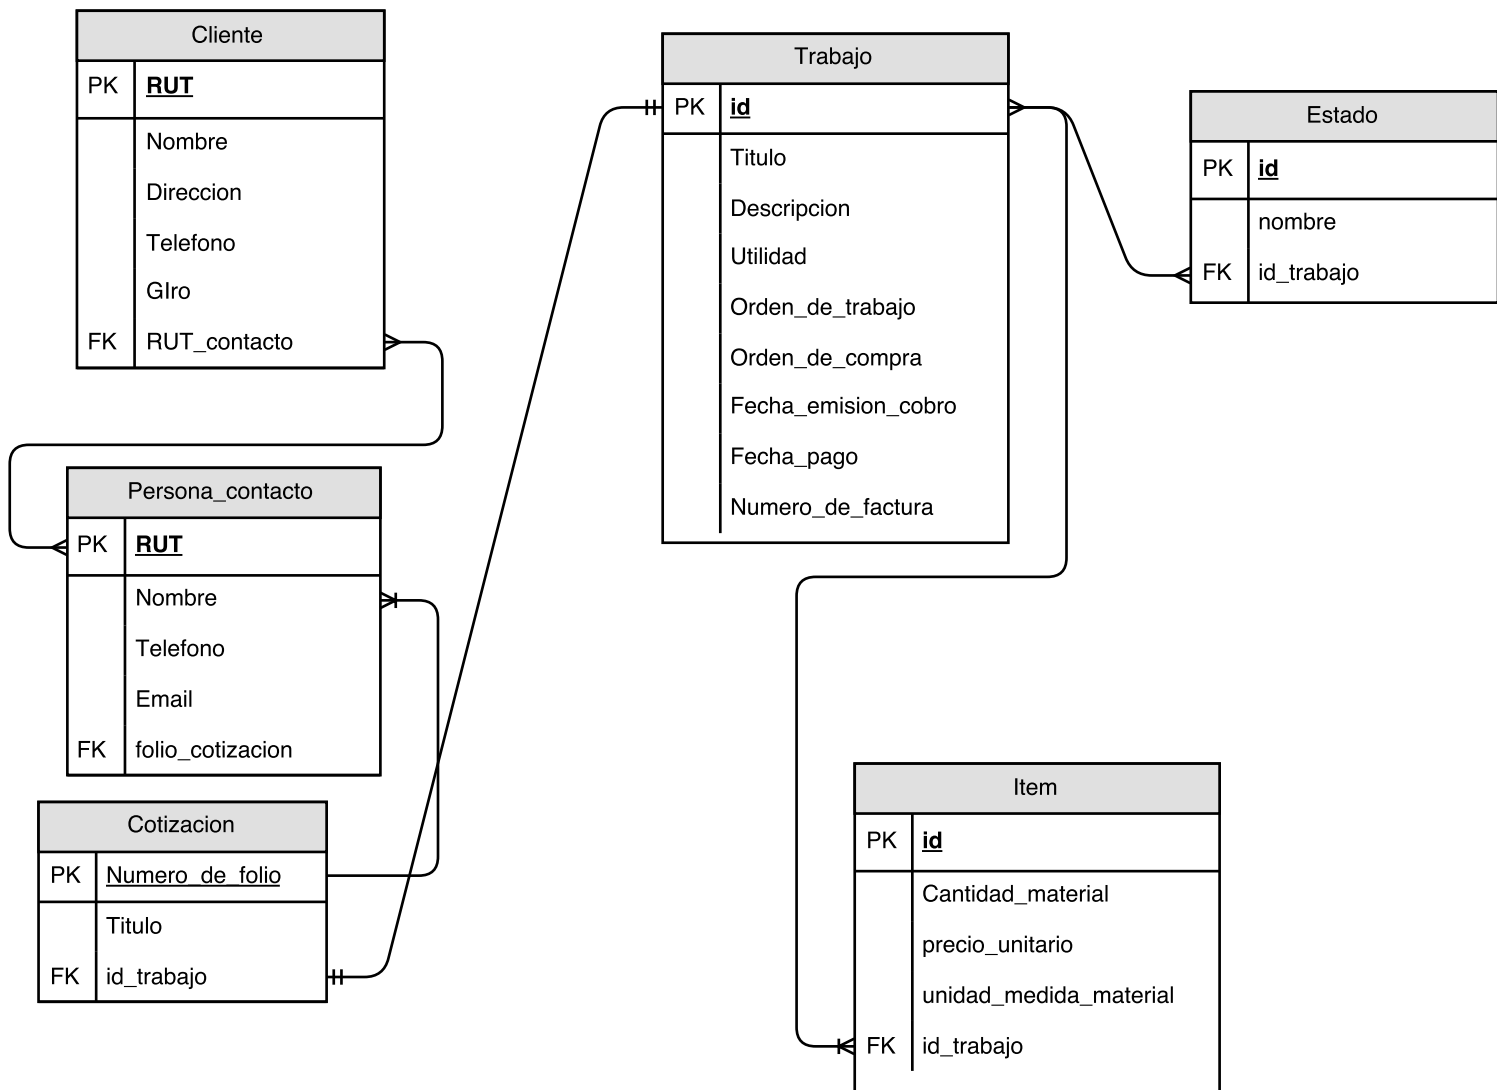 Cliente
PK RUT
Nombre
Direccion
Telefono
GIro
FK RUT_contacto
Persona_contacto
PK RUT
Nombre
Telefono
Email
FK folio_cotizacion
Cotizacion
PK Numero_de_folio
Titulo
FK id_trabajo
Trabajo
PK id
Titulo
Descripcion
Utilidad
Orden_de_trabajo
Orden_de_compra
Fecha_emision_cobro
Fecha_pago
Numero_de_factura
Estado
PK id
nombre
FK id_trabajo
Item
PK id
Cantidad_material
precio_unitario
unidad_medida_material
FK id_trabajo